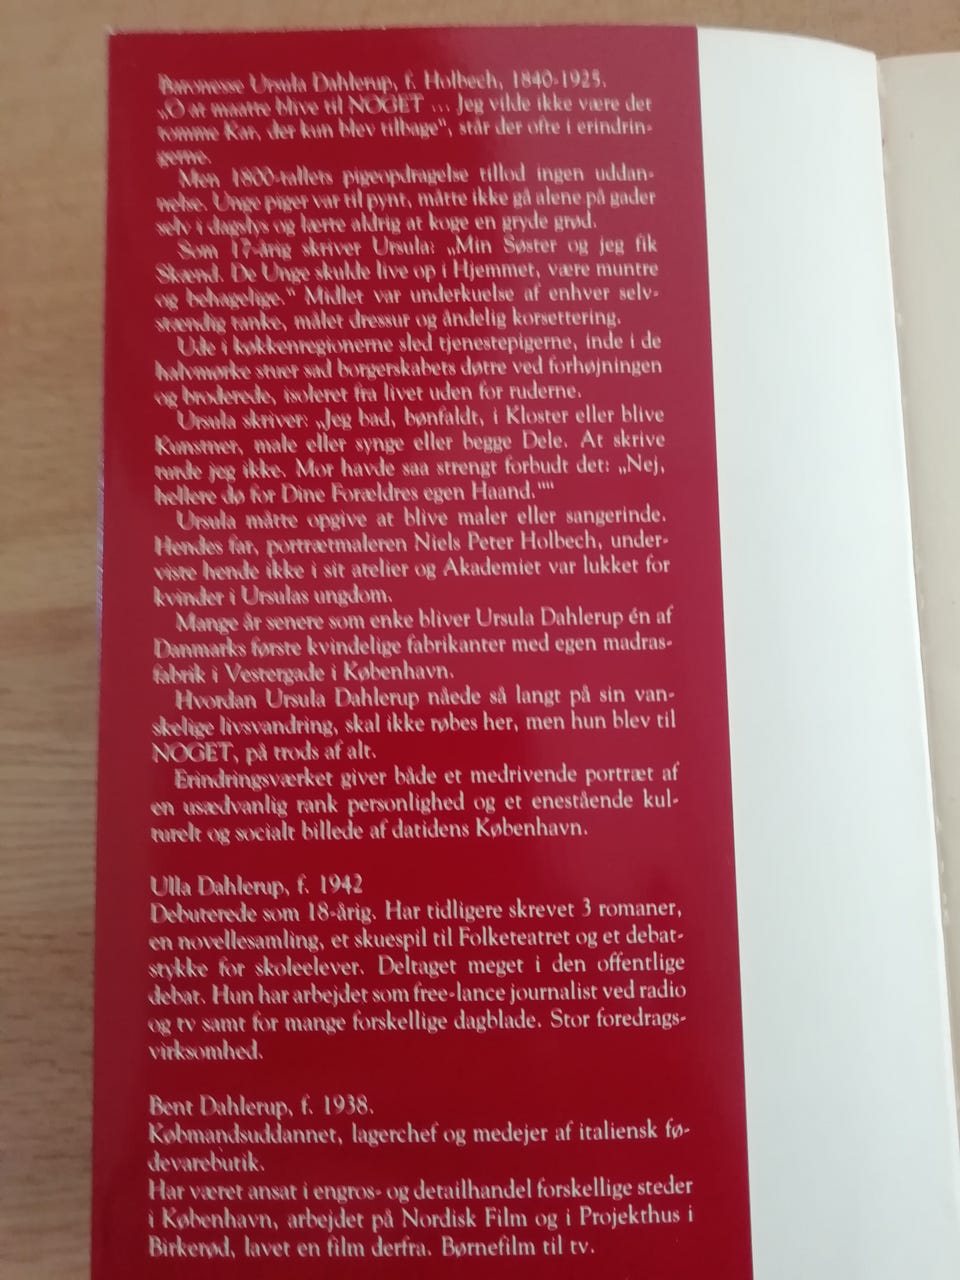 Baronesse Ursula Dahlerup, f. Holbech, 1840-1925.
„O at maatte blive til NOGET ... Jeg vilde ikke være det
tomme Kar, der kun blev tilbage", står der ofte i erindrin-
gerne.
Men 1800-tallets pigeopdragelse tillod ingen uddan-
nelse. Unge piger var til pynt, måtte ikke gå alene på gader
selv i dagslys og lærte aldrig at koge en gryde grød.
Som 17-årig skriver Ursula: „Min Søster og jeg fik
Skænd. De Unge skulde live op i Hjemmet, være muntre
og behagelige." Midlet var underkuelse af enhver selv-
stændig tanke, målet dressur og åndelig korsettering.
Ude i køkkenregionerne sled tjenestepigerne, inde i de
halvmørke stuer sad borgerskabets døtre ved forhøjningen
og broderede, isoleret fra livet uden for ruderne.
Ursula skriver: „Jeg bad, bønfaldt, i Kloster eller blive
Kunstner, male eller synge eller begge Dele. At skrive
turde jeg ikke. Mor havde saa strengt forbudt det: „Nej,
hellere dø for Dine Forældres egen Haand.""
Ursula måtte opgive at blive maler eller sangerinde.
Hendes far, portrætmaleren Niels Peter Holbech, under-
viste hende ikke i sit atelier og Akademiet var lukket for
kvinder i Ursulas ungdom.
Mange år senere som enke bliver Ursula Dahlerup én af
Danmarks første kvindelige fabrikanter med egen madras-
fabrik i Vestergade i København.
Hvordan Ursula Dahlerup nåede så langt på sin van-
skelige livsvandring, skal ikke røbes her, men hun blev til
NOGET, på trods af alt.
Erindringsværket giver både et medrivende portræt af
en usædvanlig rank personlighed og et enestående kul-
turelt og socialt billede af datidens København.
Ulla Dahlerup, f. 1942
Debuterede som 18-årig. Har tidligere skrevet 3 romaner,
en novellesamling, et skuespil til Folketeatret og et debat-
stykke for skoleelever. Deltaget meget i den offentlige
debat. Hun har arbejdet som free-lance journalist ved radio
og tv samt for mange forskellige dagblade. Stor foredrags-
virksomhed.
Bent Dahlerup, f. 1938.
Købmandsuddannet, lagerchef og medejer af italiensk fø-
devarebutik.
Har været ansat i engros- og detailhandel forskellige steder
i København, arbejdet på Nordisk Film og i Projekthus i
Birkerød, lavet en film derfra. Børnefilm til tv.